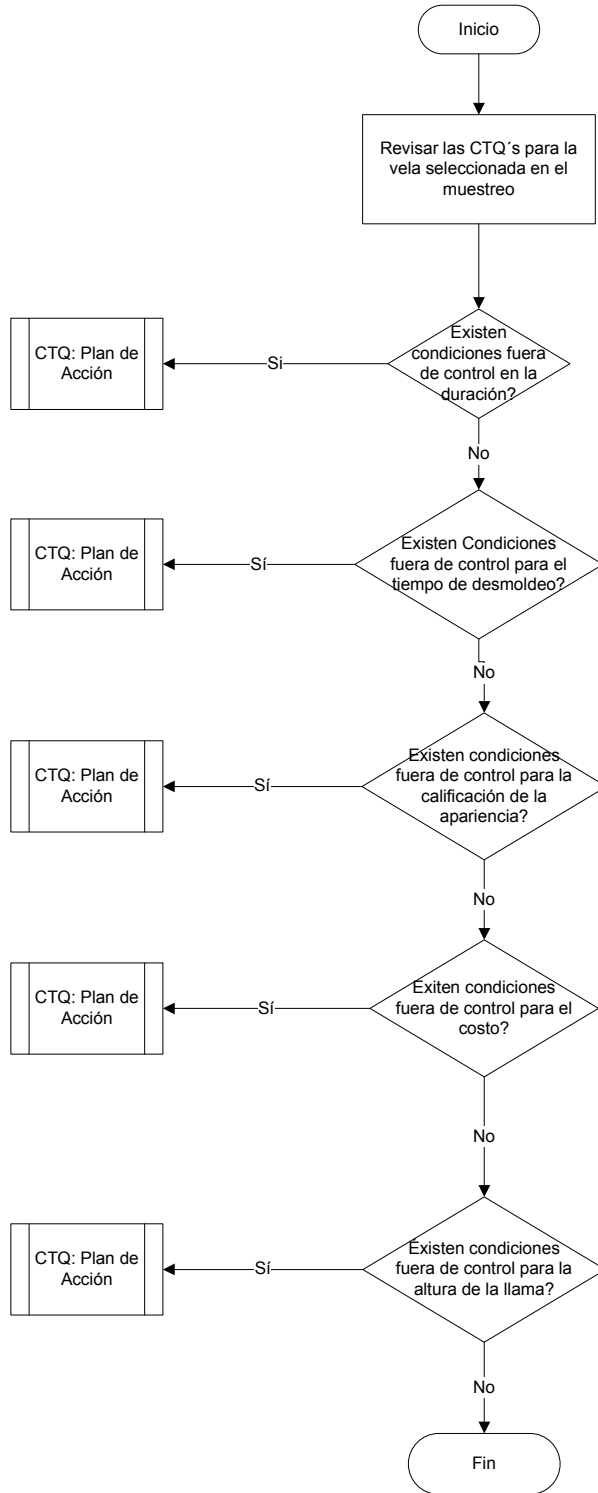 Inicio
Revisar las CTQ´s para la
vela seleccionada en el
muestreo
Existen
condiciones fuera
de control en la
duración?
Si
CTQ: Plan de
Acción
No
Existen Condiciones
fuera de control para el
tiempo de desmoldeo?
Sí
CTQ: Plan de
Acción
No
Existen condiciones
fuera de control para la
calificación de la
apariencia?
Sí
CTQ: Plan de
Acción
No
Exiten condiciones
fuera de control para el
costo?
Sí
CTQ: Plan de
Acción
No
Existen condiciones
fuera de control para la
altura de la llama?
Sí
CTQ: Plan de
Acción
No
Fin